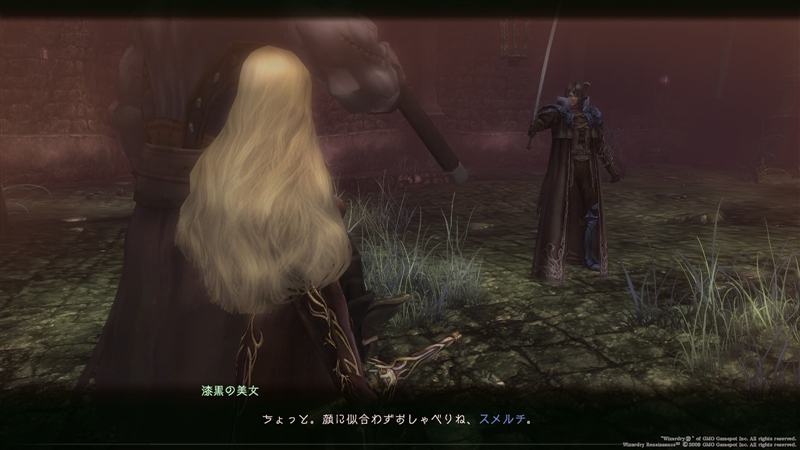 漆黒の美女
ちょっと。顔に似合わずおしゃべりね、スメルチ。
"Wizardry®" of GMO Gamepot Inc. All rights reserved.
Wizardry Renaissance™ ©2009 GMO Gamepot Inc. All rights reserved.